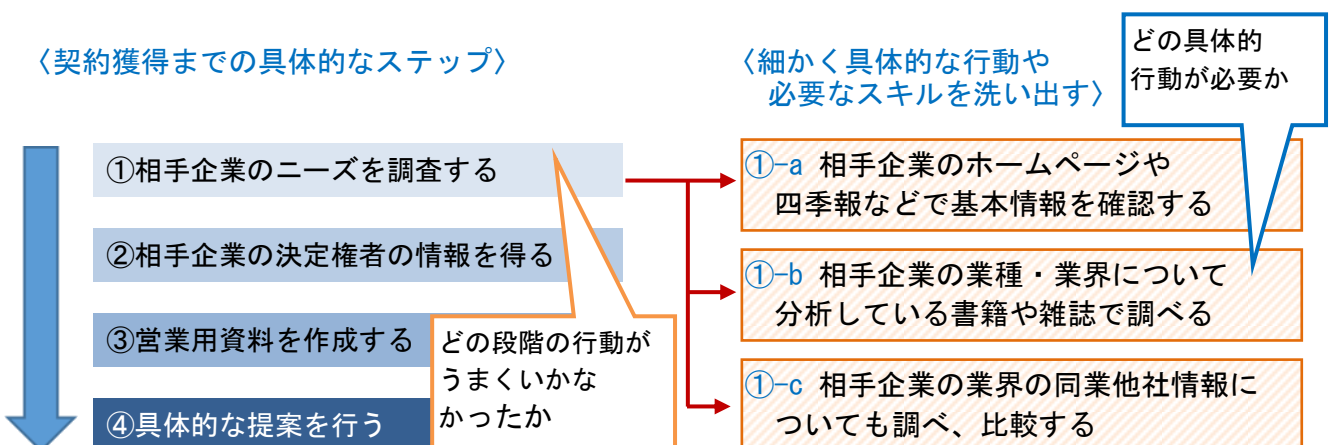 〈契約獲得までの具体的なステップ〉
①相手企業のニーズを調査する
②相手企業の決定権者の情報を得る
③営業用資料を作成する
④具体的な提案を行う
どの段階の行動が
うまくいかな
かったか
〈細かく具体的な行動や
必要なスキルを洗い出す〉
どの具体的
行動が必要か
①-a 相手企業のホームページや
四季報などで基本情報を確認する
①-b 相手企業の業種・業界について
分析している書籍や雑誌で調べる
①-c 相手企業の業界の同業他社情報に
ついても調べ、比較する